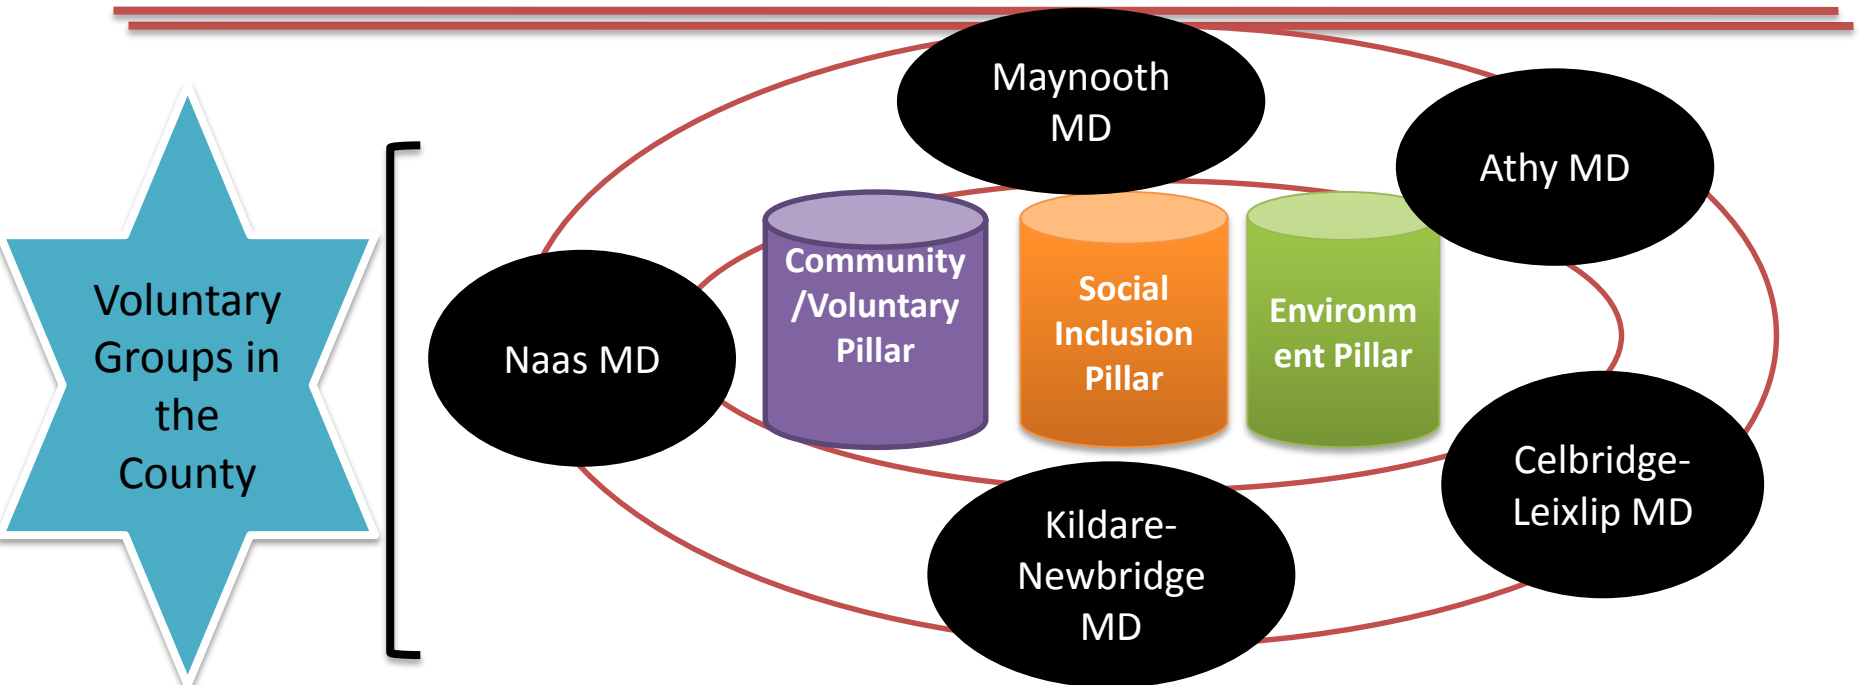 Voluntary
Groups in
the
County
Maynooth
MD
Athy MD
Naas MD
Community
/Voluntary
Pillar
Social
Inclusion
Pillar
Environm
ent Pillar
Celbridge-
Leixlip MD
Kildare-
Newbridge
MD